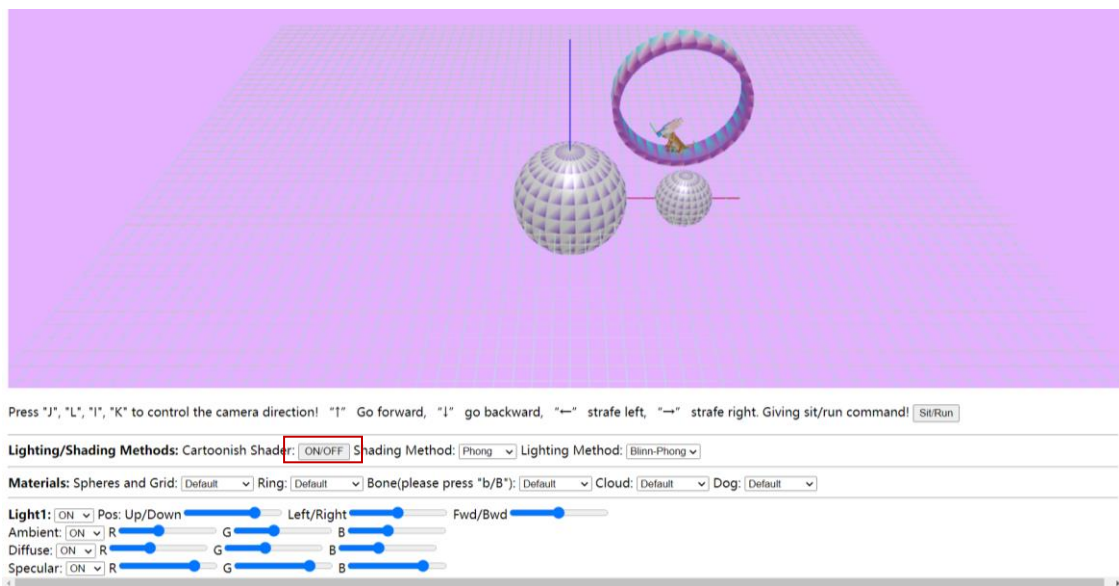 Press "J", "L", "I", "K" to control the camera direction! “↑” Go forward, “↓” go backward, “←” strafe left, “→” strafe right. Giving sit/run command! Sit/Run
Lighting/Shading Methods: Cartoonish Shader: ON/OFF Shading Method: Phong Lighting Method: Blinn-Phong
Materials: Spheres and Grid: Default Ring: Default Bone(please press "b/B"): Default Cloud: Default Dog: Default
Light1: ON Pos: Up/Down Left/Right Fwd/Bwd
Ambient: ON R G B
Diffuse: ON R G B
Specular: ON R G B